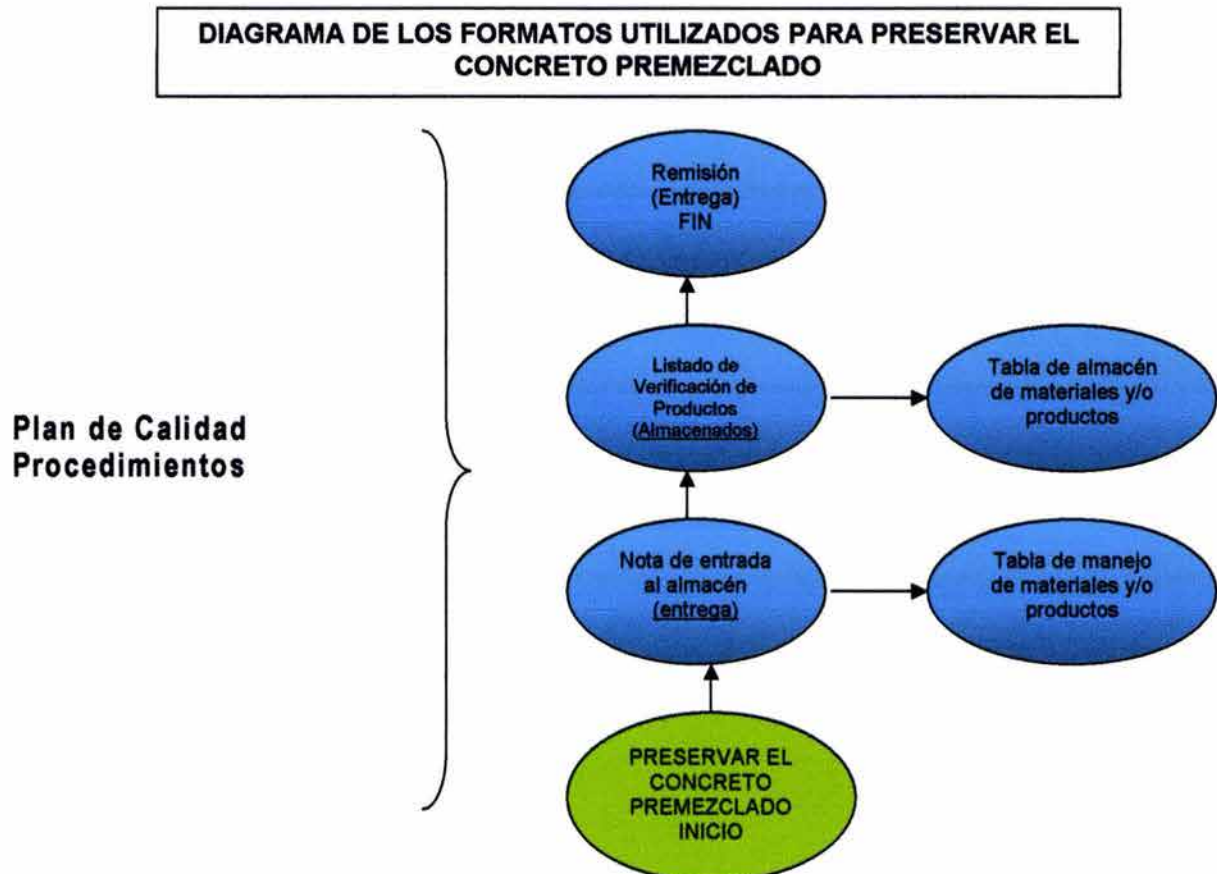 DIAGRAMA DE LOS FORMATOS UTILIZADOS PARA PRESERVAR EL
CONCRETO PREMEZCLADO
Remisión
(Entrega)
FIN
Listado de
Verificación de
Productos
(Almacenados)
Tabla de almacén
de materiales y/o
productos
Plan de Calidad
Procedimientos
Nota de entrada
al almacén
(entrega)
Tabla de manejo
de materiales y/o
productos
PRESERVAR EL
CONCRETO
PREMEZCLADO
INICIO